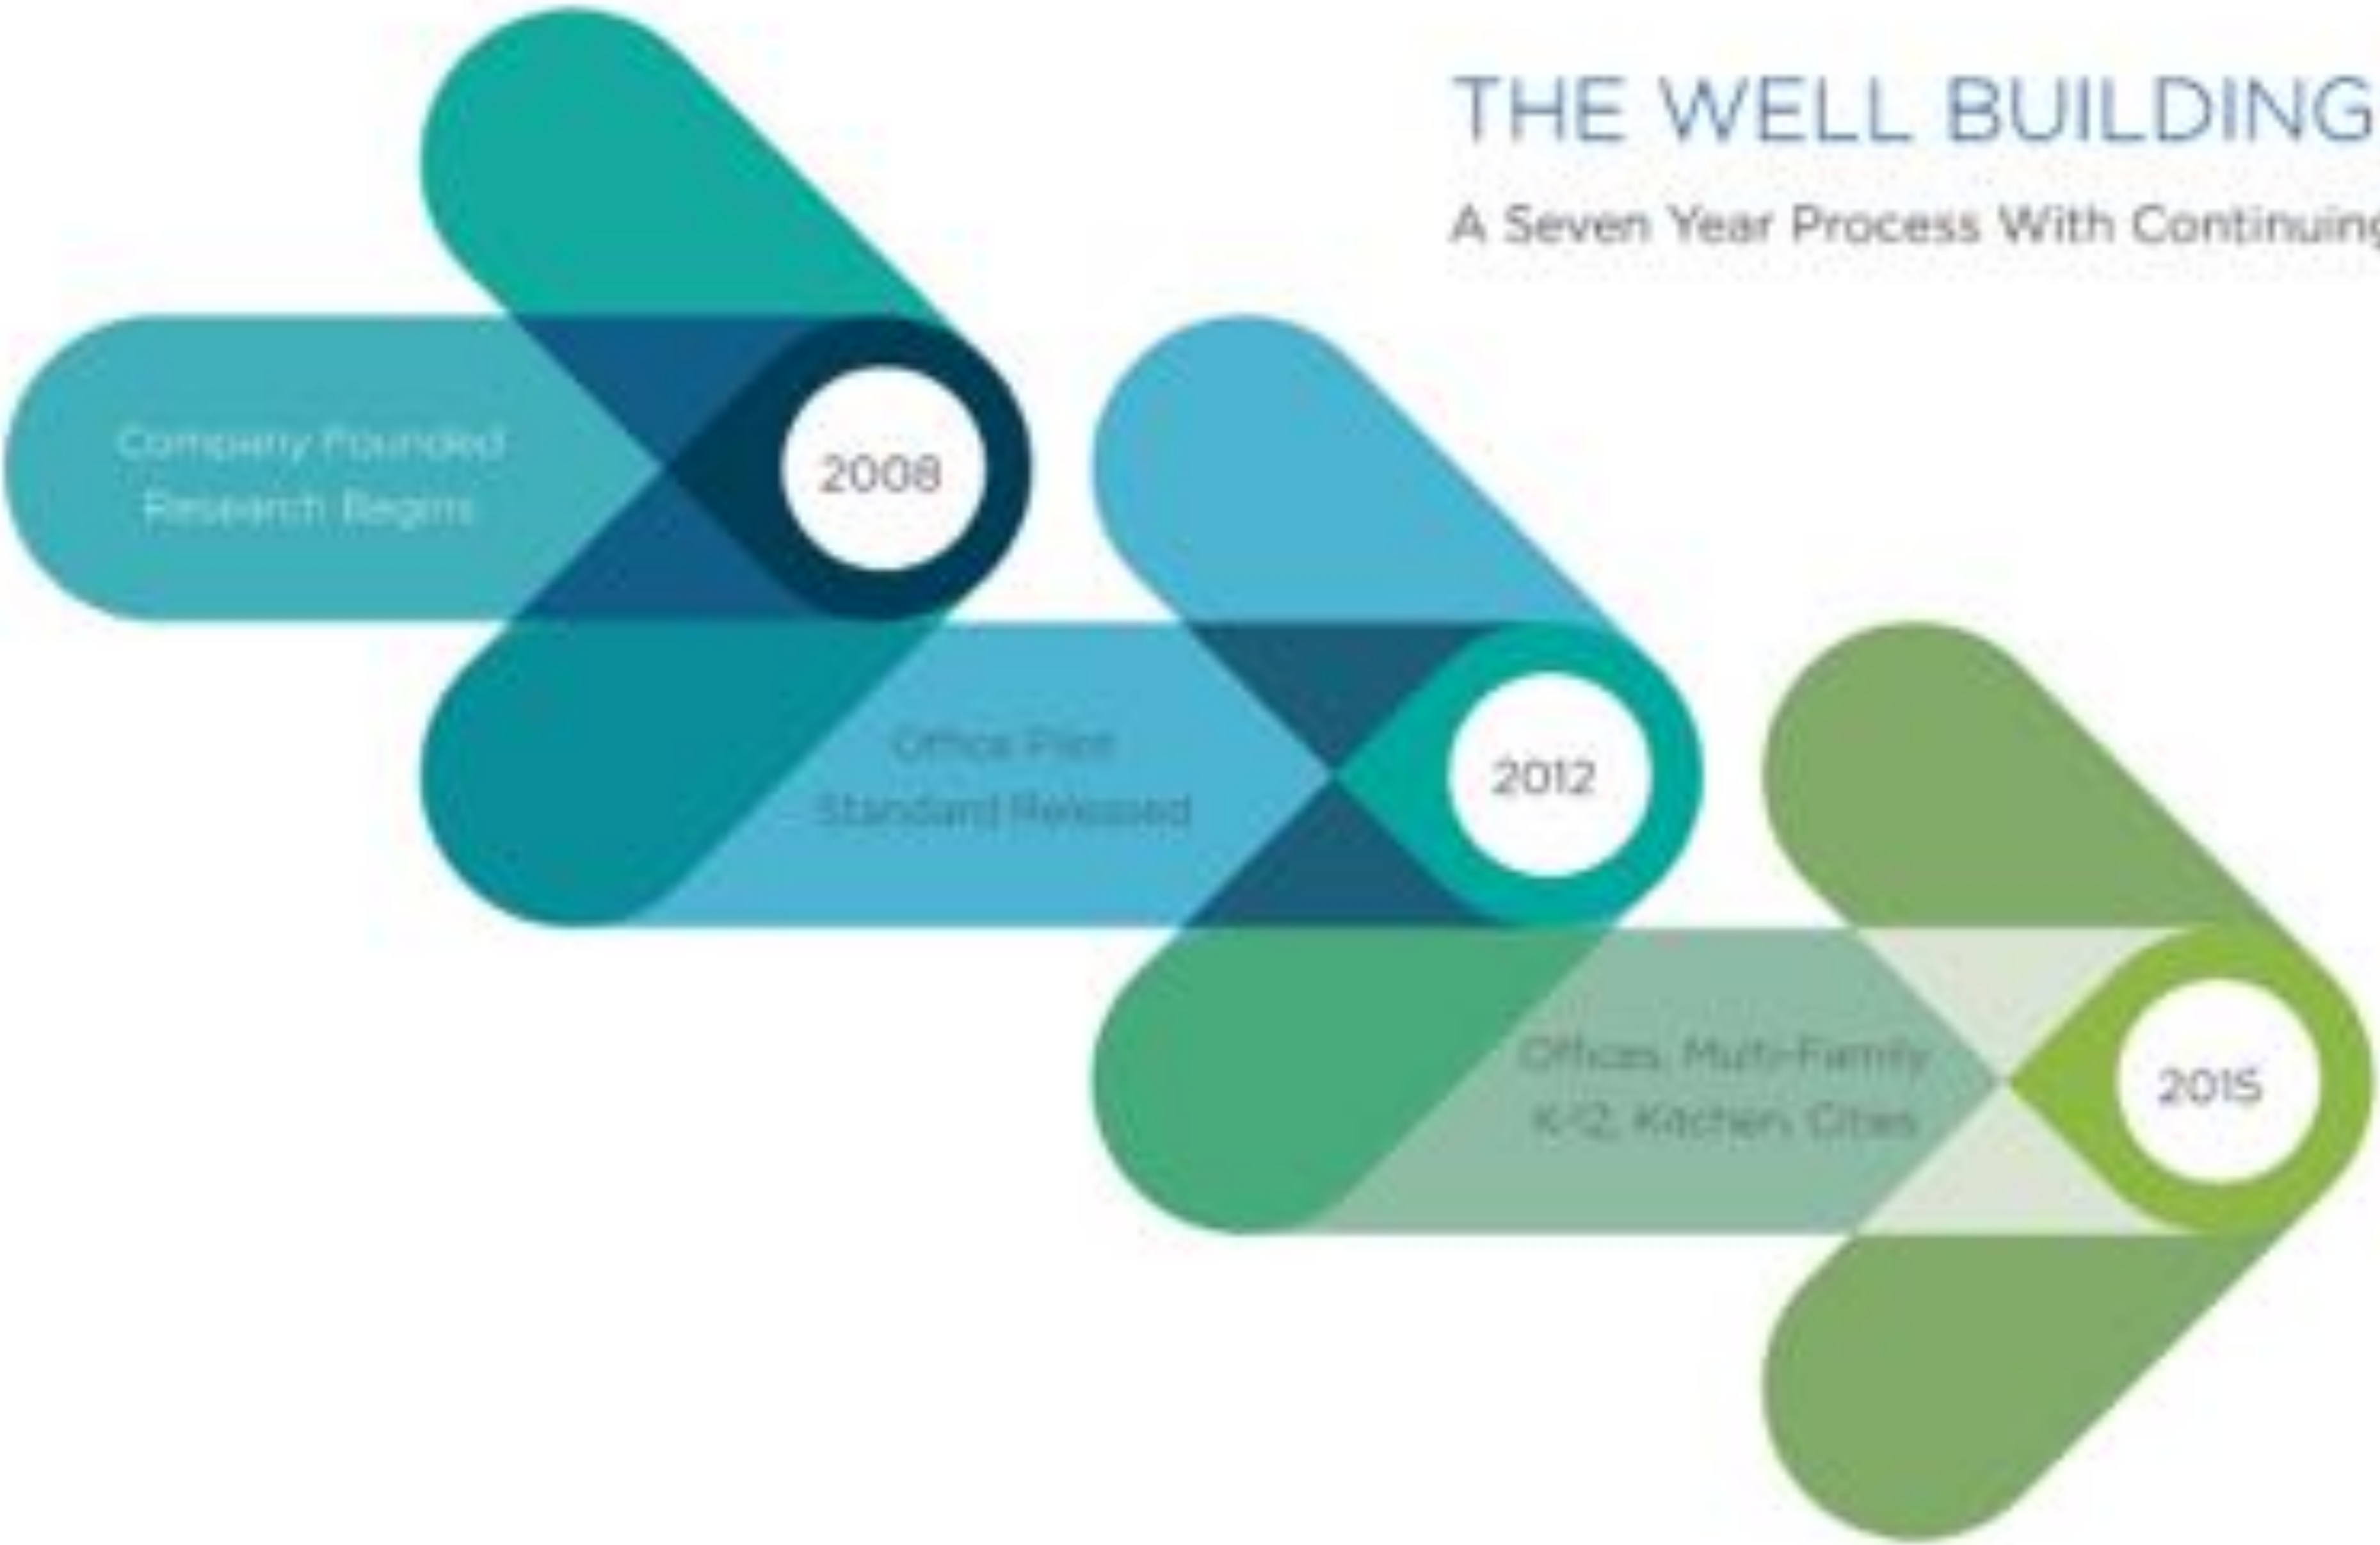 THE WELL BUILDING
A Seven Year Process With Continuing
Company Founded
Research Begins
2008
Office Pilot
Standard Released
2012
Offices, Multi-Family
K-12, Kitchen, Cities
2015